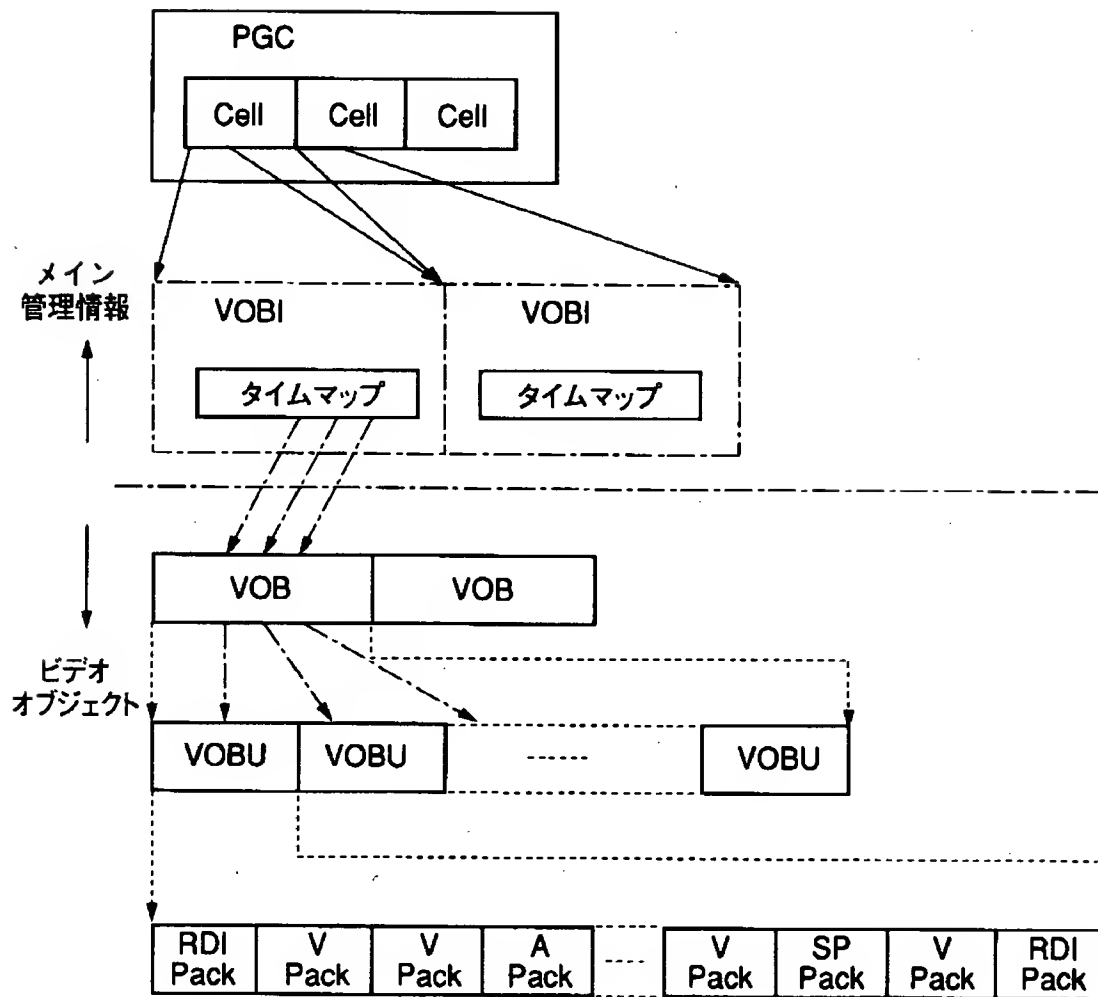 PGC
Cell Cell Cell
メイン
管理情報
VOBI VOBI
タイムマップ タイムマップ
VOB VOB
ビデオ
オブジェクト
VOBU VOBU VOBU
RDI Pack
V Pack
V Pack
A Pack
V Pack
SP Pack
V Pack
RDI Pack